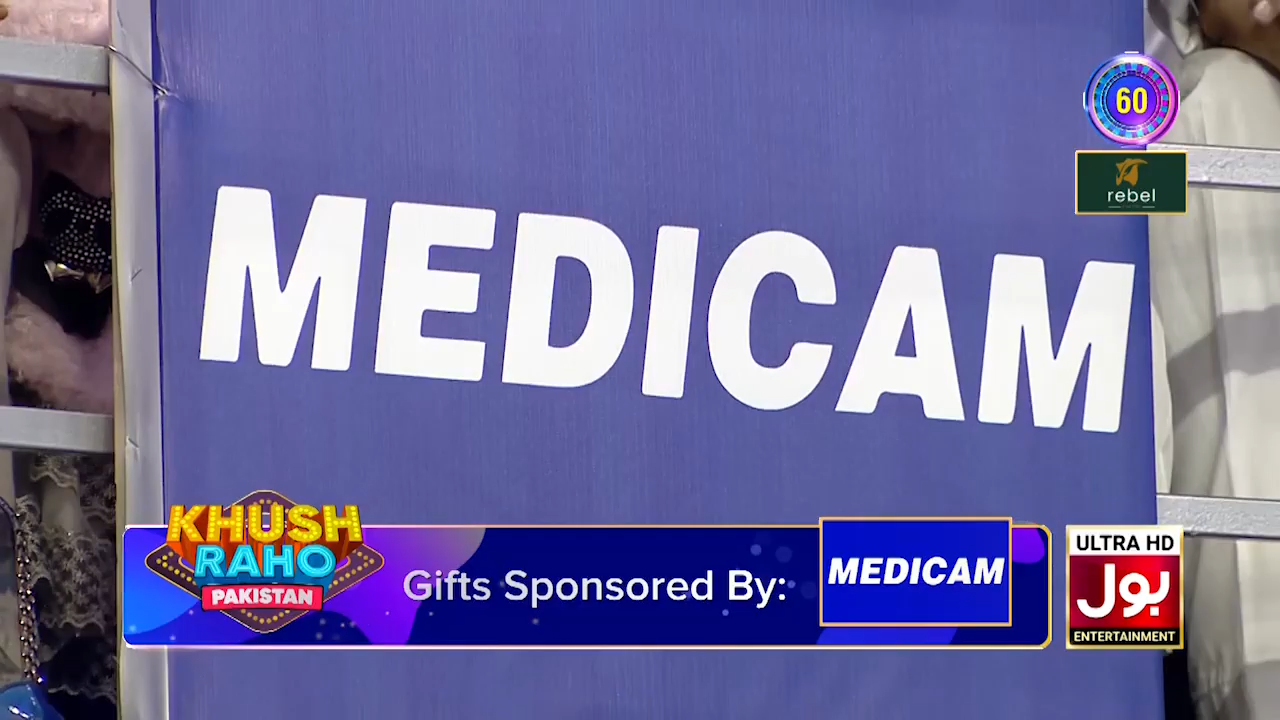 MEDICAM
60
rebel
KHUSH
RAHO
PAKISTAN
Gifts Sponsored By:
MEDICAM
ULTRA HD
بول
ENTERTAINMENT